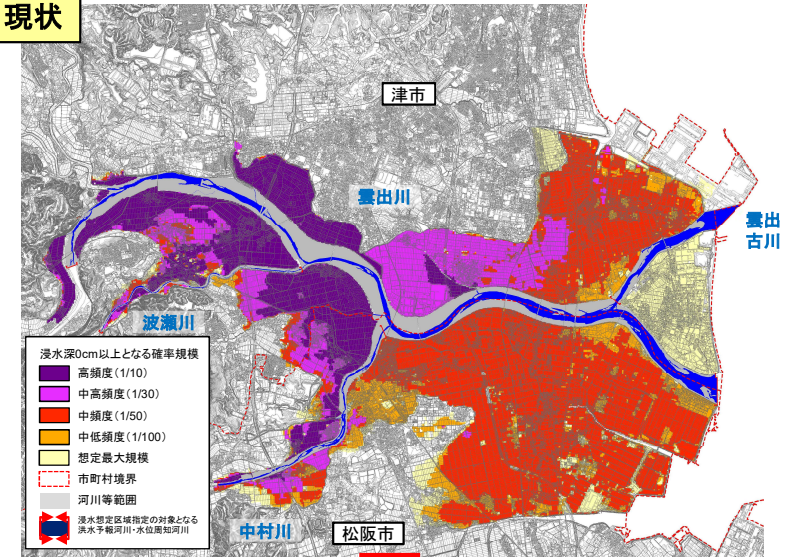 現状
津市
雲出川
雲出
古川
波瀬川
浸水深0cm以上となる確率規模
高頻度(1/10)
中高頻度(1/30)
中頻度(1/50)
中低頻度(1/100)
想定最大規模
市町村境界
河川等範囲
浸水想定区域指定の対象となる
洪水予報河川・水位周知河川
中村川
松阪市